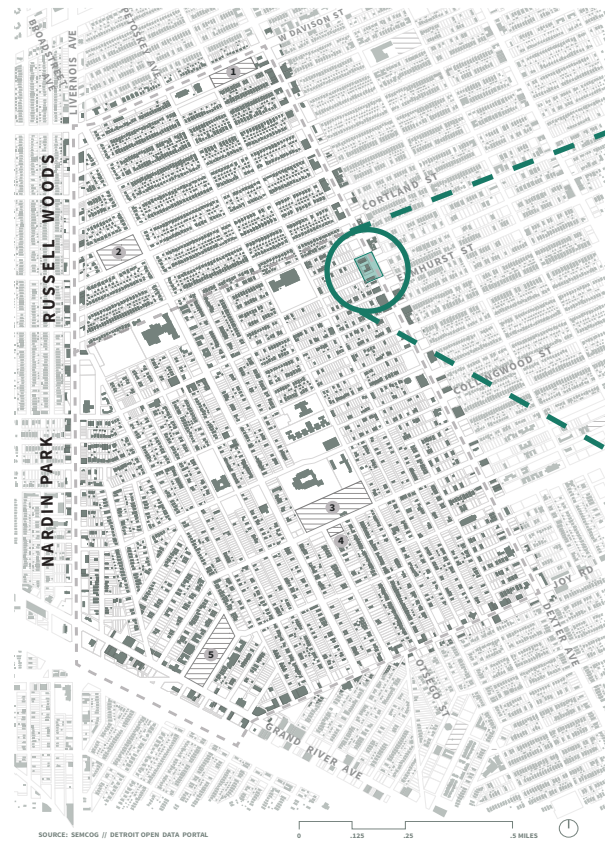 W DAVISON ST
PETOSKEY AVE
BROADSTREET AVE
LIVERNOIS AVE
1
RUSSELL WOODS
CORTLAND ST
2
ELMHURST ST
COLLINGWOOD ST
NARDIN PARK
3
4
JOY RD
DEXTER AVE
5
OTSEGO ST
GRAND RIVER AVE
SOURCE: SEMCOG // DETROIT OPEN DATA PORTAL
0 .125 .25 .5 MILES